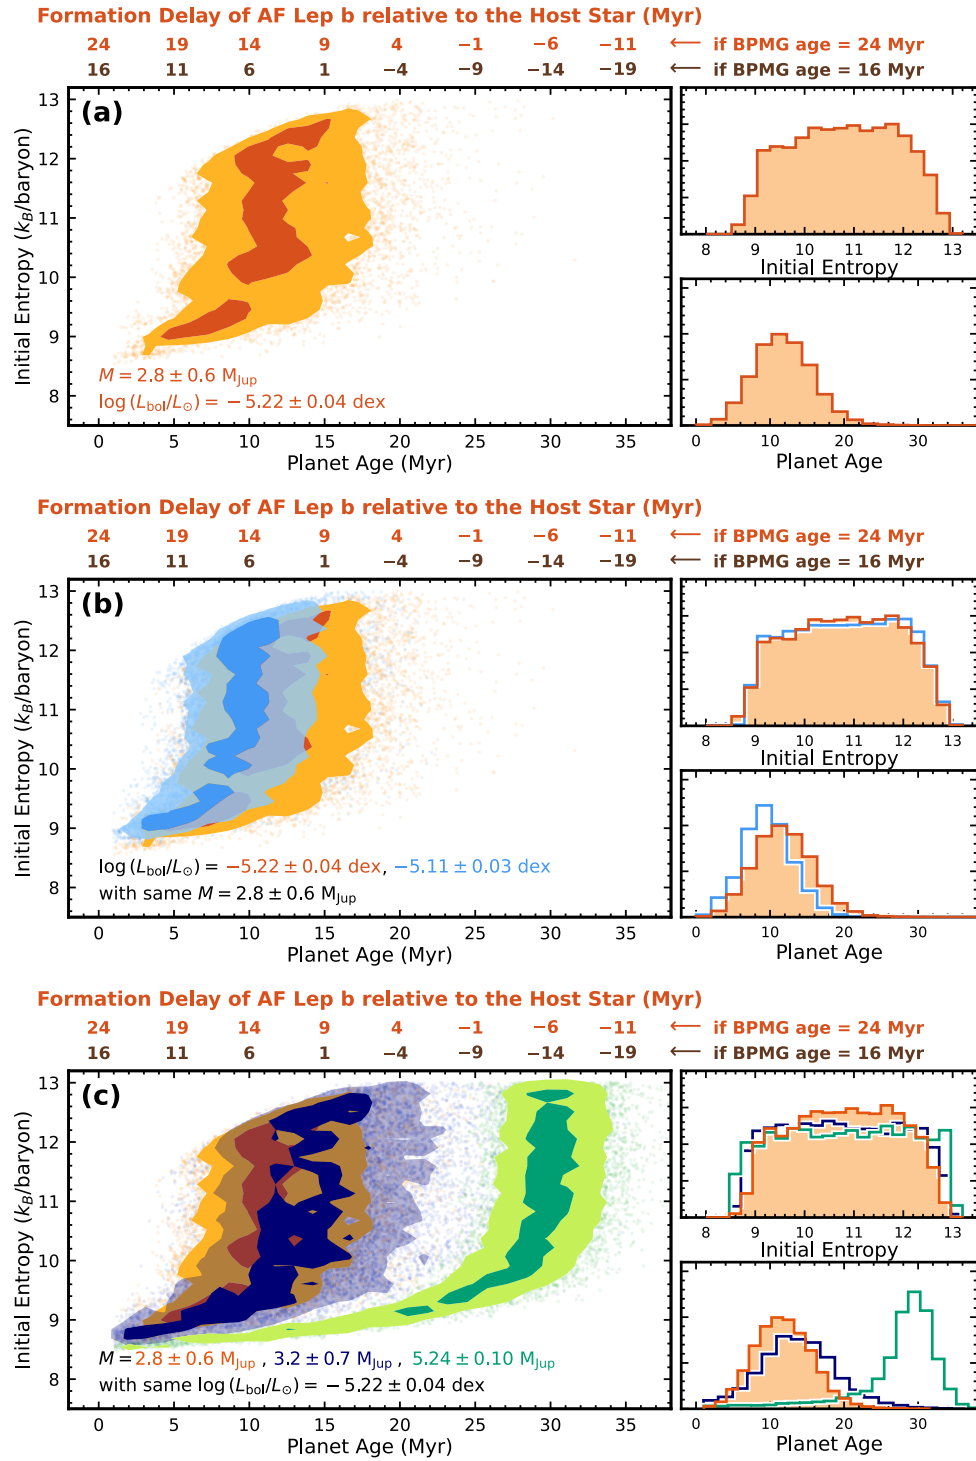 Formation Delay of AF Lep b relative to the Host Star (Myr)
24 19 14 9 4 −1 −6 −11 ← if BPMG age = 24 Myr
16 11 6 1 −4 −9 −14 −19 ← if BPMG age = 16 Myr
(a)
Initial Entropy (k_B/baryon)
13
12
11
10
9
8
M = 2.8 ± 0.6 M_Jup
log (L_bol/L_⊙) = −5.22 ± 0.04 dex
0 5 10 15 20 25 30 35
Planet Age (Myr)
8 9 10 11 12 13
Initial Entropy
0 10 20 30
Planet Age
Formation Delay of AF Lep b relative to the Host Star (Myr)
24 19 14 9 4 −1 −6 −11 ← if BPMG age = 24 Myr
16 11 6 1 −4 −9 −14 −19 ← if BPMG age = 16 Myr
(b)
Initial Entropy (k_B/baryon)
13
12
11
10
9
8
log (L_bol/L_⊙) = −5.22 ± 0.04 dex, −5.11 ± 0.03 dex
with same M = 2.8 ± 0.6 M_Jup
0 5 10 15 20 25 30 35
Planet Age (Myr)
8 9 10 11 12 13
Initial Entropy
0 10 20 30
Planet Age
Formation Delay of AF Lep b relative to the Host Star (Myr)
24 19 14 9 4 −1 −6 −11 ← if BPMG age = 24 Myr
16 11 6 1 −4 −9 −14 −19 ← if BPMG age = 16 Myr
(c)
Initial Entropy (k_B/baryon)
13
12
11
10
9
8
M = 2.8 ± 0.6 M_Jup , 3.2 ± 0.7 M_Jup , 5.24 ± 0.10 M_Jup
with same log (L_bol/L_⊙) = −5.22 ± 0.04 dex
0 5 10 15 20 25 30 35
Planet Age (Myr)
8 9 10 11 12 13
Initial Entropy
0 10 20 30
Planet Age